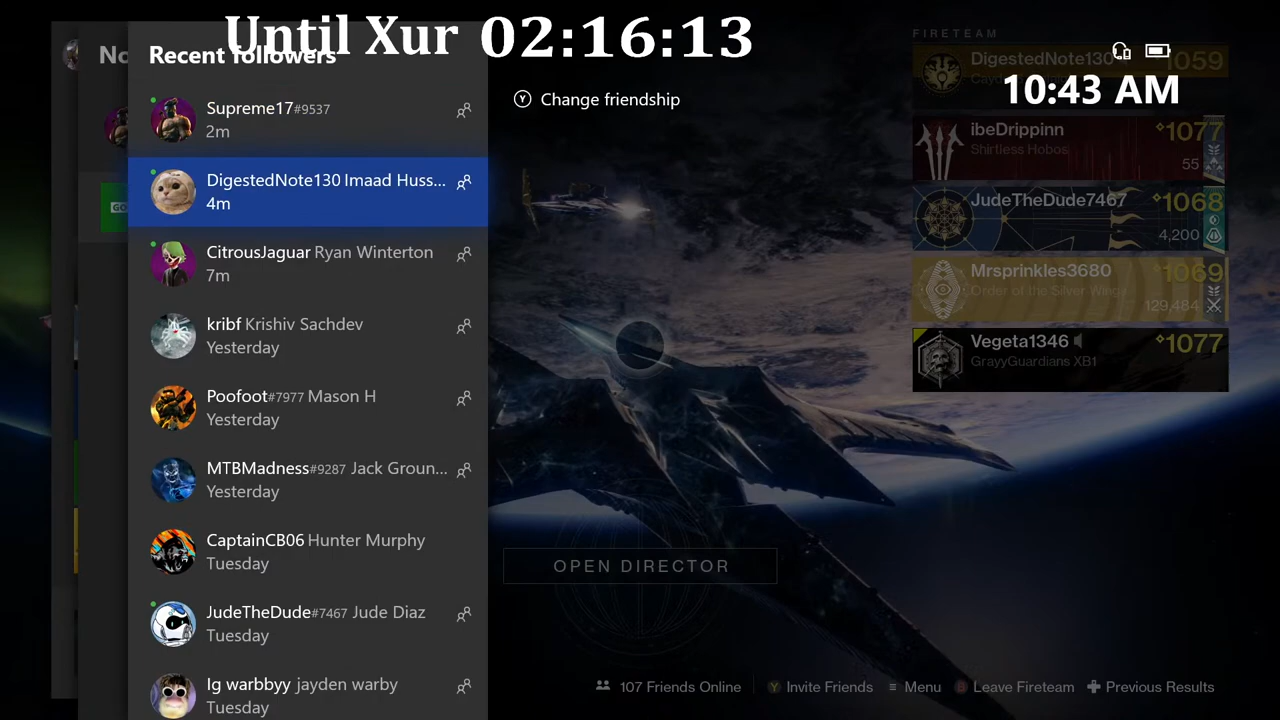 Until Xur 02:16:13
No
Recent followers
Supreme17#9537
2m
DigestedNote130 Imaad Huss...
4m
CitrousJaguar Ryan Winterton
7m
kribf Krishiv Sachdev
Yesterday
Poofoot#7977 Mason H
Yesterday
MTBMadness#9287 Jack Groun...
Yesterday
CaptainCB06 Hunter Murphy
Tuesday
JudeTheDude#7467 Jude Diaz
Tuesday
Ig warbbyy jayden warby
Tuesday
GO
Y Change friendship
10:43 AM
FIRETEAM
DigestedNote130 1059
ibeDrippinn 1077
Shirtless Hobos
55
JudeTheDude7467 1068
4,200
Mrsprinkles3680 1069
Order of the Silver Wing
129,484
Vegeta1346 1077
GrayyGuardians XB1
OPEN DIRECTOR
107 Friends Online
Y Invite Friends
Menu
B Leave Fireteam
Previous Results